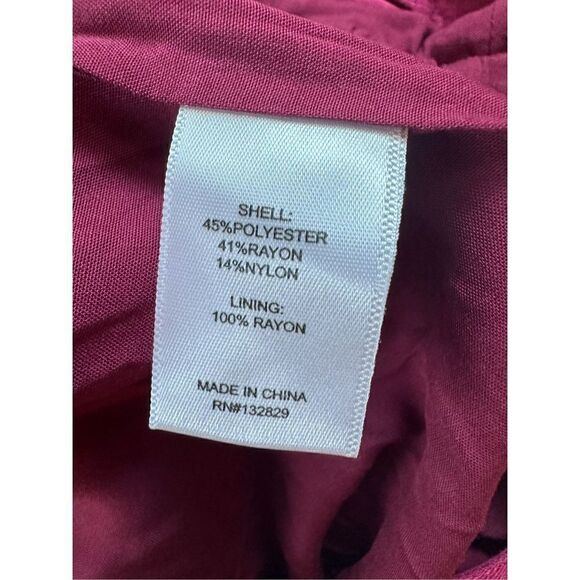 SHELL:
45%POLYESTER
41%RAYON
14%NYLON
LINING:
100% RAYON
MADE IN CHINA
RN#132829